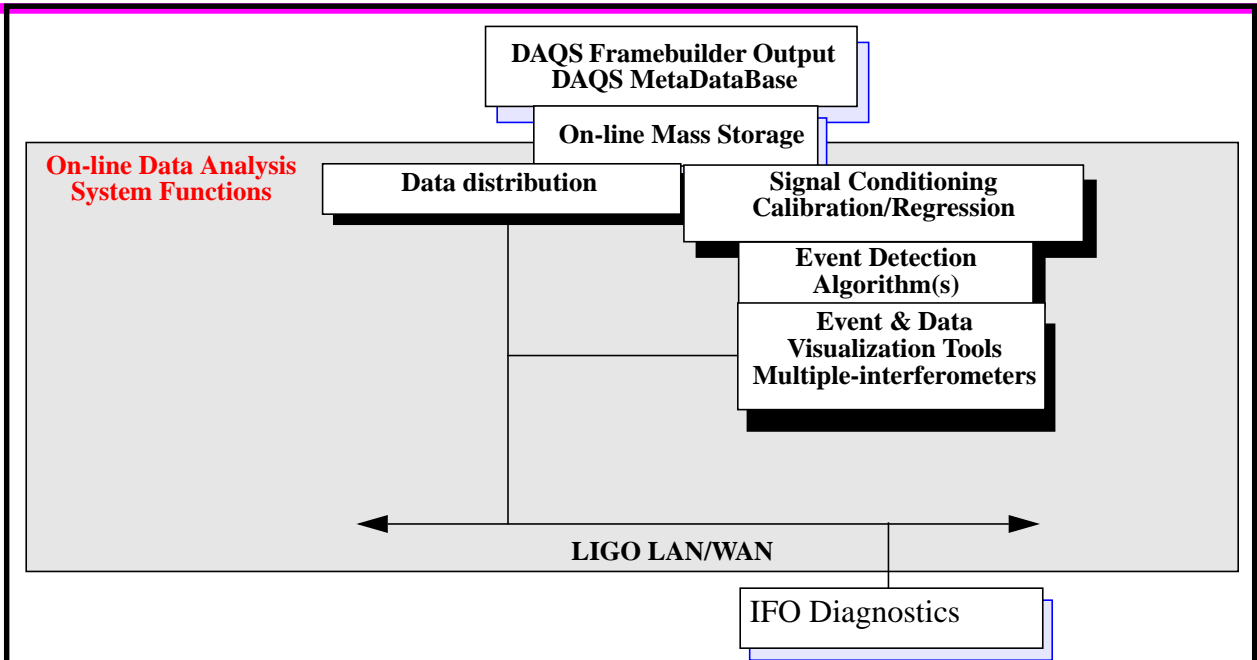 DAQS Framebuilder Output
DAQS MetaDataBase
On-line Mass Storage
On-line Data Analysis
System Functions
Data distribution
Signal Conditioning
Calibration/Regression
Event Detection
Algorithm(s)
Event & Data
Visualization Tools
Multiple-interferometers
LIGO LAN/WAN
IFO Diagnostics